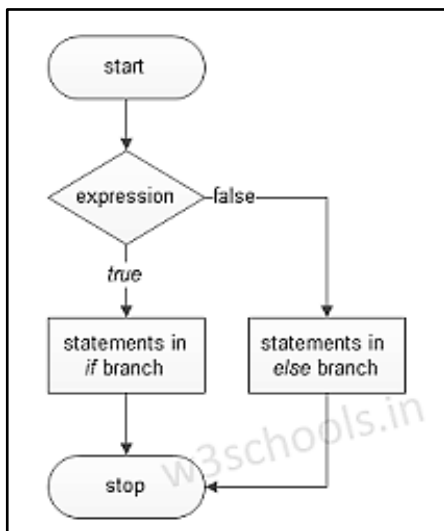 start
expression
false
true
statements in
if branch
statements in
else branch
w3schools.in
stop